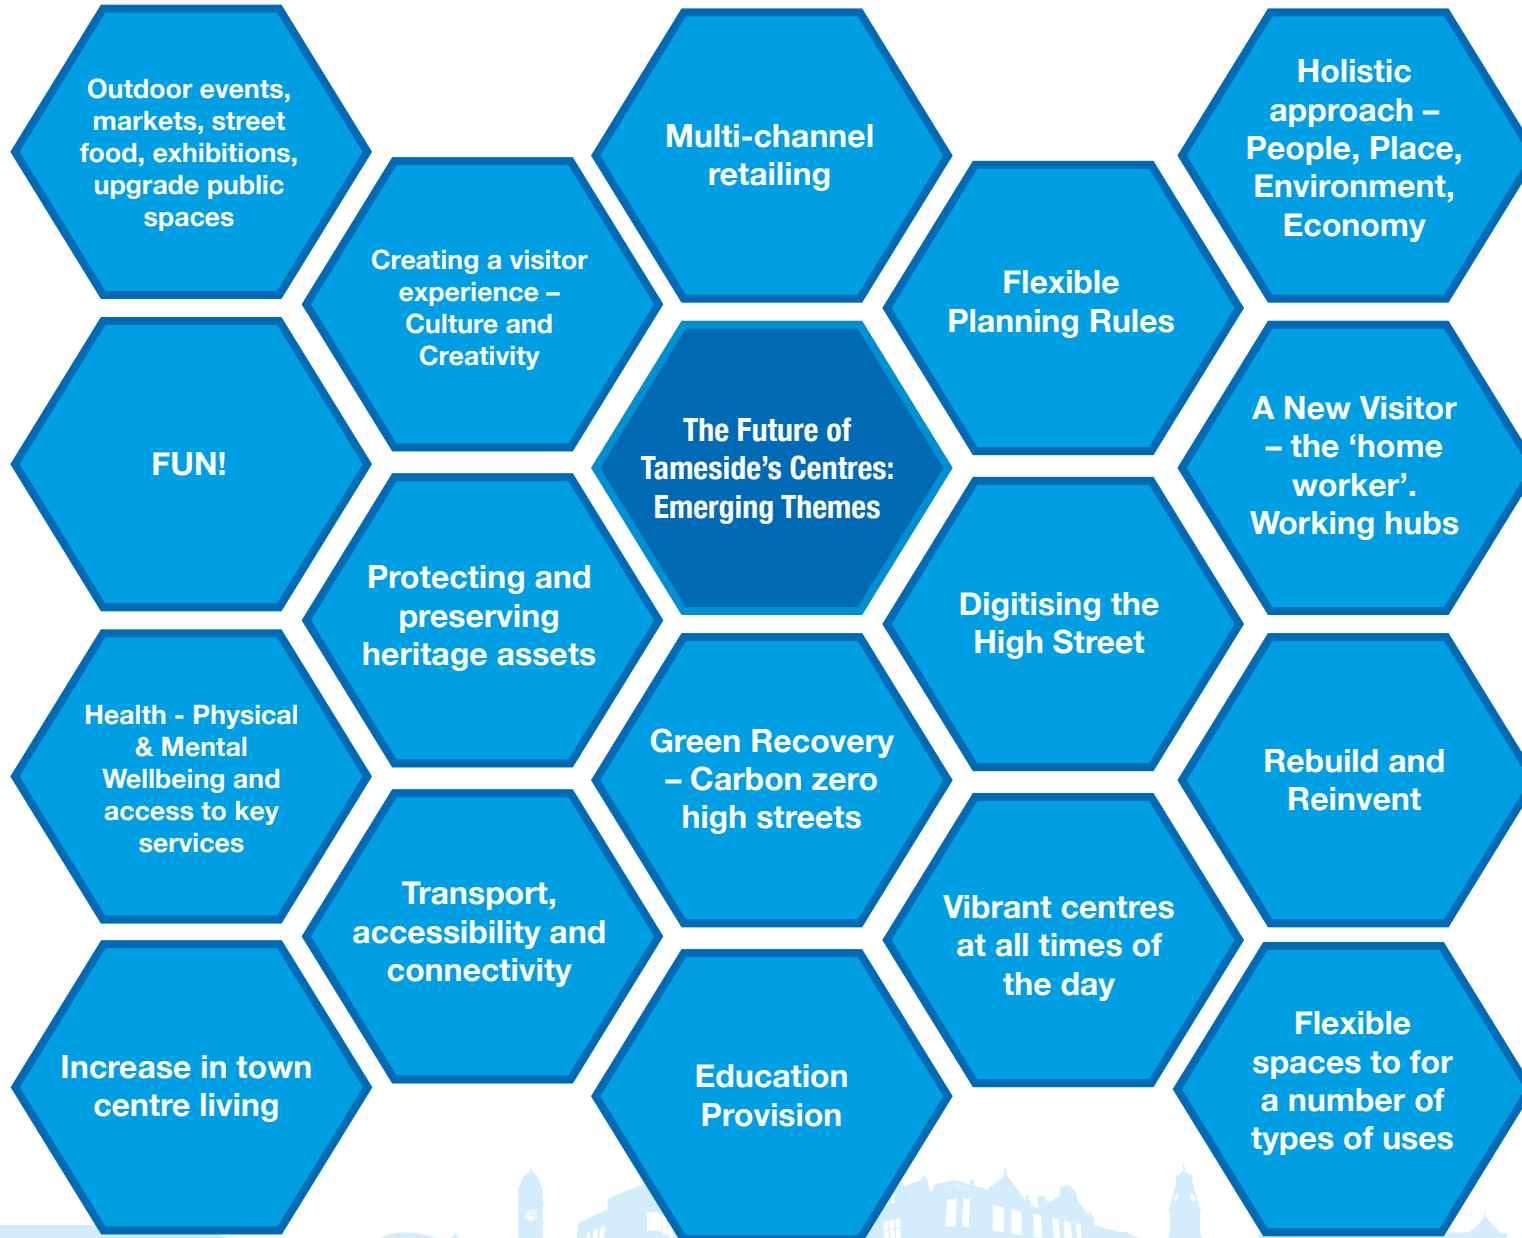 Outdoor events,
markets, street
food, exhibitions,
upgrade public
spaces
FUN!
Health - Physical
& Mental
Wellbeing and
access to key
services
Increase in town
centre living
Creating a visitor
experience –
Culture and
Creativity
Protecting and
preserving
heritage assets
Transport,
accessibility and
connectivity
Multi-channel
retailing
The Future of
Tameside’s Centres:
Emerging Themes
Green Recovery
– Carbon zero
high streets
Education
Provision
Flexible
Planning Rules
Digitising the
High Street
Vibrant centres
at all times of
the day
Holistic
approach –
People, Place,
Environment,
Economy
A New Visitor
– the ‘home
worker’.
Working hubs
Rebuild and
Reinvent
Flexible
spaces to for
a number of
types of uses